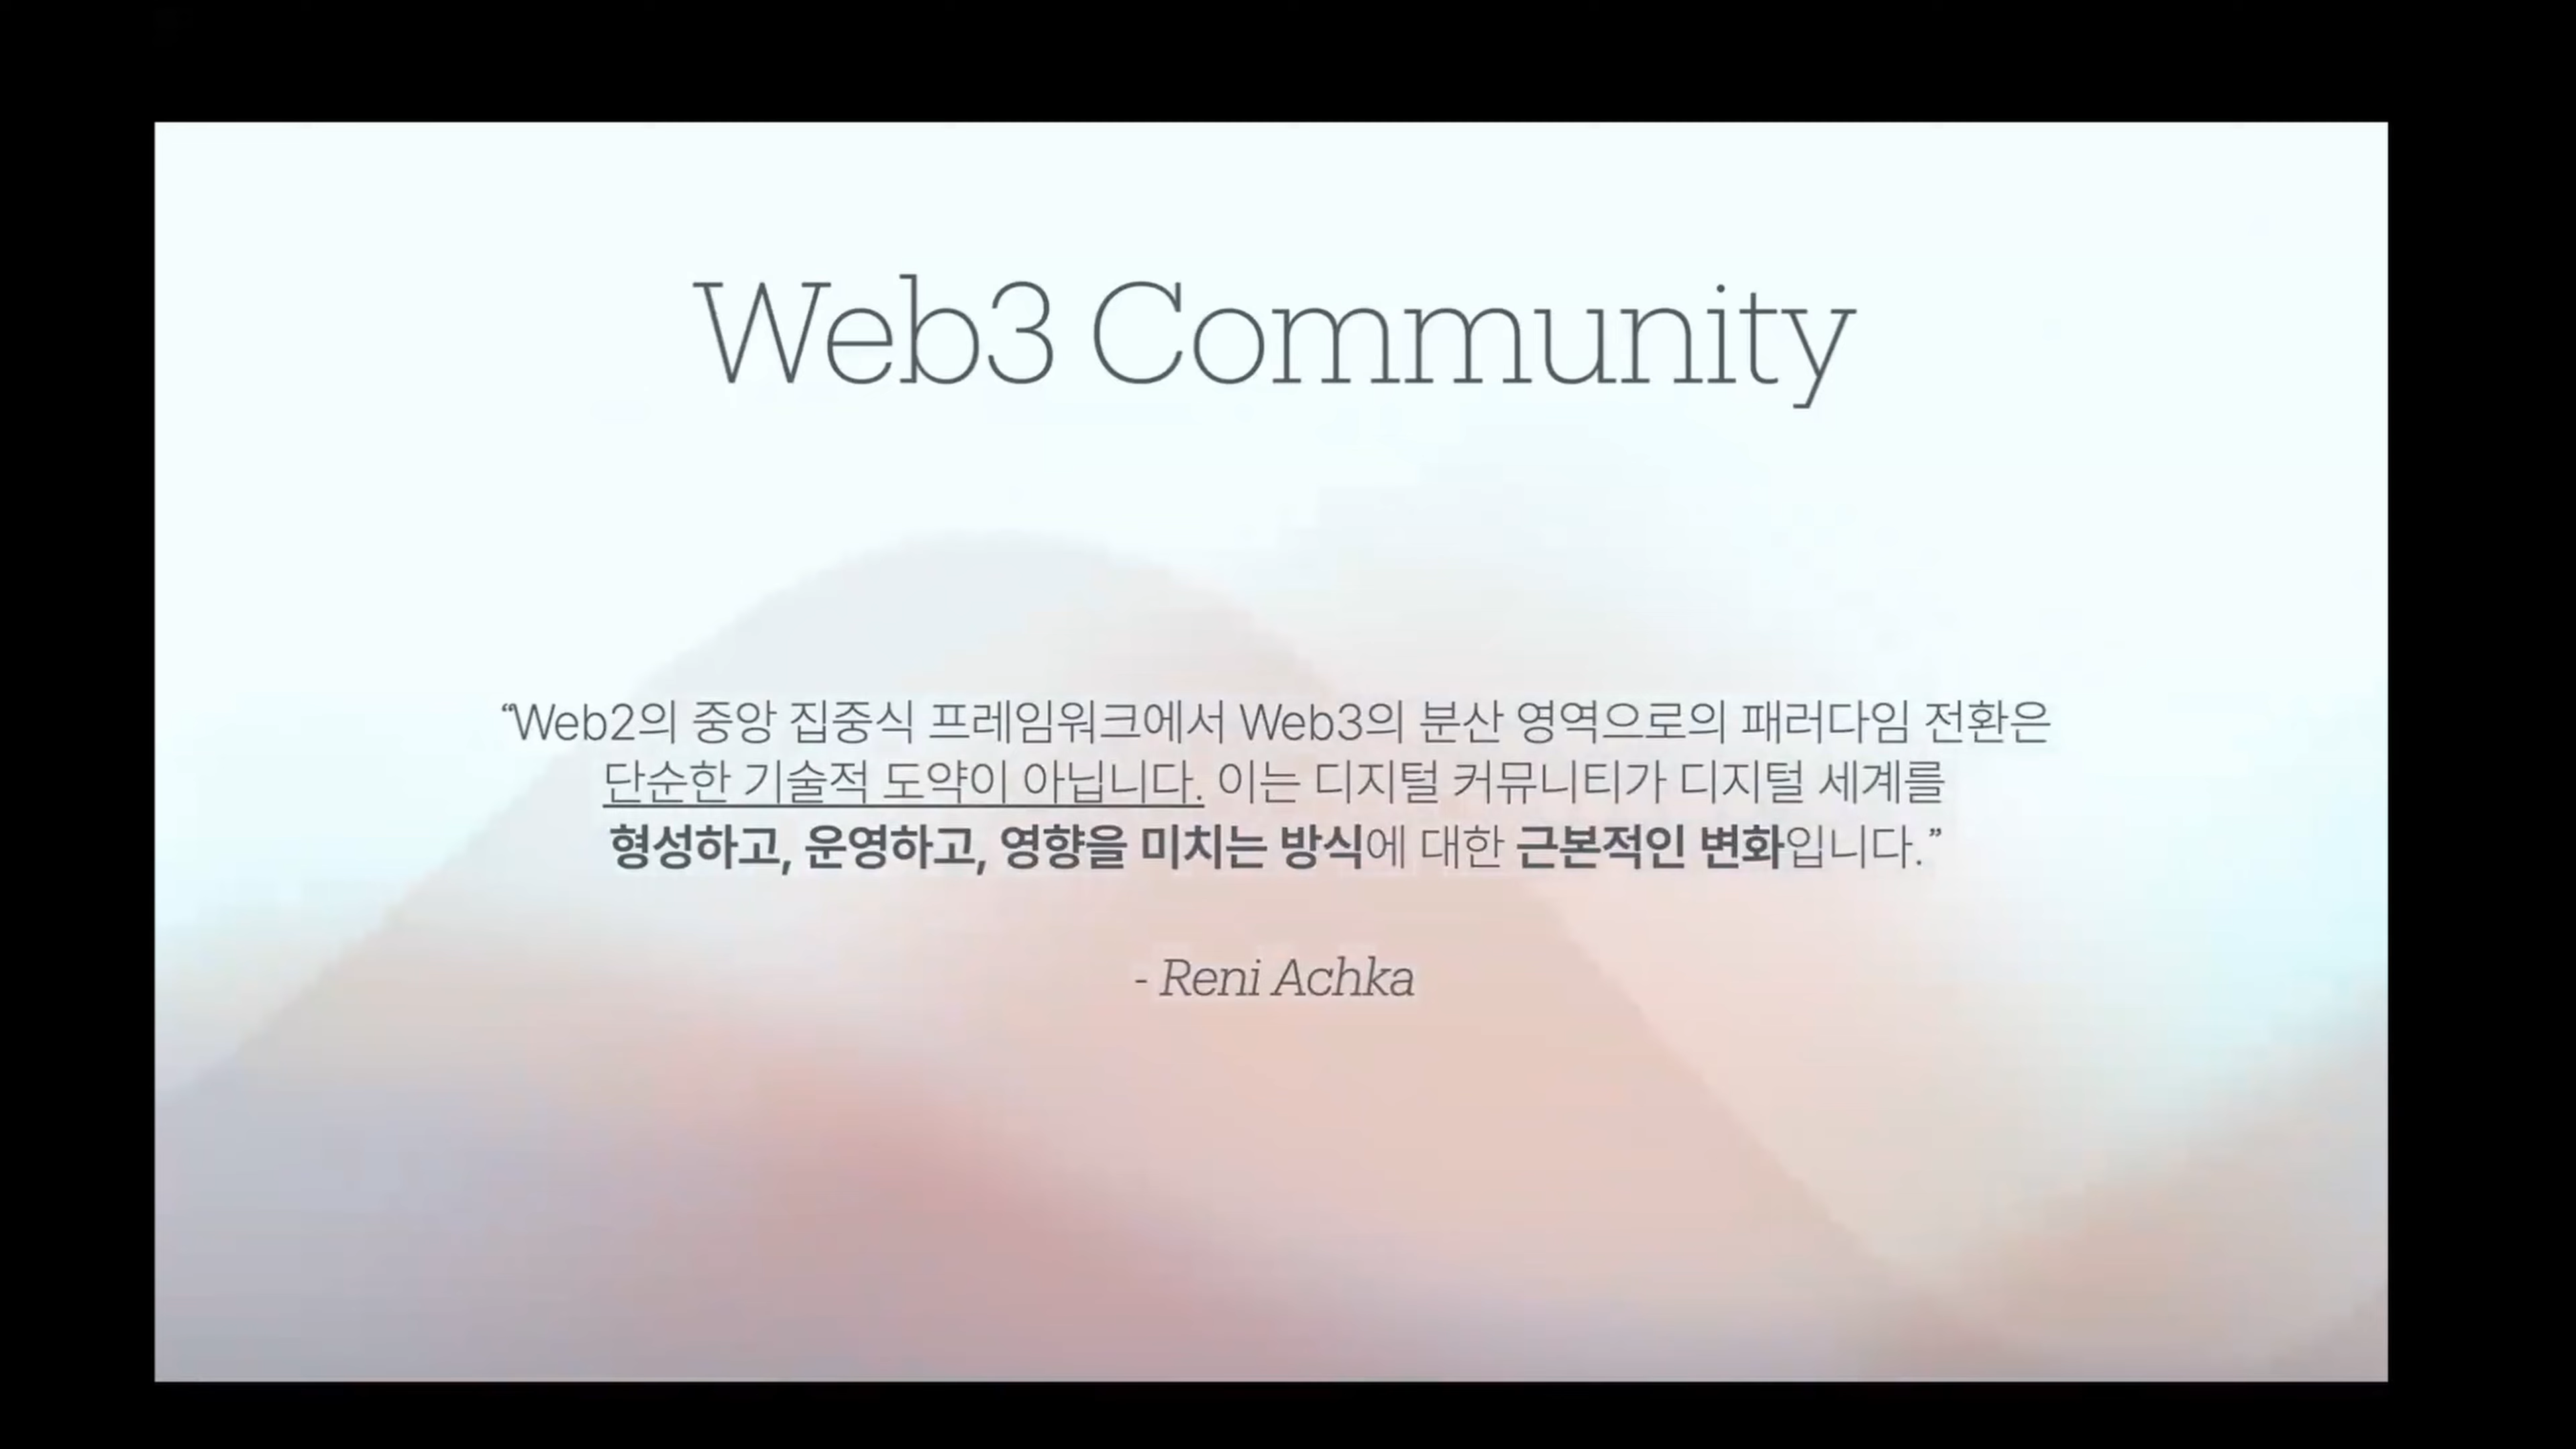 Web3 Community
“Web2의 중앙 집중식 프레임워크에서 Web3의 분산 영역으로의 패러다임 전환은
단순한 기술적 도약이 아닙니다. 이는 디지털 커뮤니티가 디지털 세계를
형성하고, 운영하고, 영향을 미치는 방식에 대한 근본적인 변화입니다.”
- Reni Achka